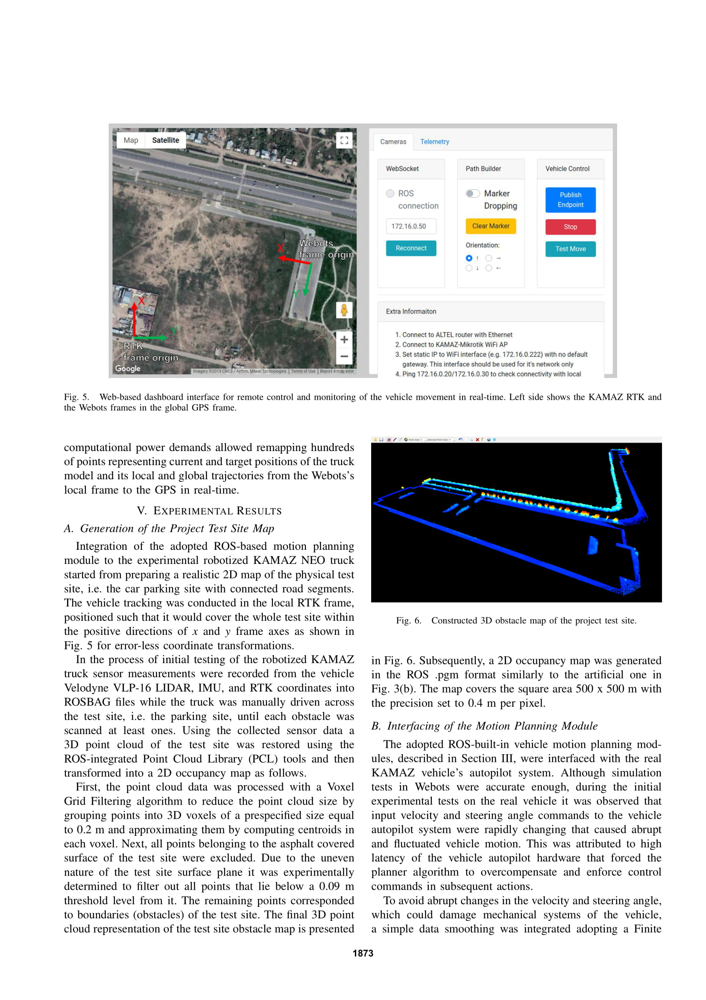 Map Satellite
Webots
frame origin
X
Y
X
Y
RTK
frame origin
Google
Imagery ©2019 CNES / Airbus, Maxar Technologies Terms of Use Report a map error
Cameras Telemetry
WebSocket
ROS
connection
172.16.0.50
Reconnect
Path Builder
Marker
Dropping
Clear Marker
Orientation:
↑ →
↓ ←
Vehicle Control
Publish
Endpoint
Stop
Test Move
Extra Informaiton
1. Connect to ALTEL router with Ethernet
2. Connect to KAMAZ-Mikrotik WiFi AP
3. Set static IP to WiFi interface (e.g. 172.16.0.222) with no default
gateway. This interface should be used for it's network only
4. Ping 172.16.0.20/172.16.0.30 to check connectivity with local
Fig. 5. Web-based dashboard interface for remote control and monitoring of the vehicle movement in real-time. Left side shows the KAMAZ RTK and
the Webots frames in the global GPS frame.
computational power demands allowed remapping hundreds
of points representing current and target positions of the truck
model and its local and global trajectories from the Webots's
local frame to the GPS in real-time.
V. EXPERIMENTAL RESULTS
A. Generation of the Project Test Site Map
Integration of the adopted ROS-based motion planning
module to the experimental robotized KAMAZ NEO truck
started from preparing a realistic 2D map of the physical test
site, i.e. the car parking site with connected road segments.
The vehicle tracking was conducted in the local RTK frame,
positioned such that it would cover the whole test site within
the positive directions of x and y frame axes as shown in
Fig. 5 for error-less coordinate transformations.
In the process of initial testing of the robotized KAMAZ
truck sensor measurements were recorded from the vehicle
Velodyne VLP-16 LIDAR, IMU, and RTK coordinates into
ROSBAG files while the truck was manually driven across
the test site, i.e. the parking site, until each obstacle was
scanned at least ones. Using the collected sensor data a
3D point cloud of the test site was restored using the
ROS-integrated Point Cloud Library (PCL) tools and then
transformed into a 2D occupancy map as follows.
First, the point cloud data was processed with a Voxel
Grid Filtering algorithm to reduce the point cloud size by
grouping points into 3D voxels of a prespecified size equal
to 0.2 m and approximating them by computing centroids in
each voxel. Next, all points belonging to the asphalt covered
surface of the test site were excluded. Due to the uneven
nature of the test site surface plane it was experimentally
determined to filter out all points that lie below a 0.09 m
threshold level from it. The remaining points corresponded
to boundaries (obstacles) of the test site. The final 3D point
cloud representation of the test site obstacle map is presented
Point Size: Selected Point Size:
Fig. 6. Constructed 3D obstacle map of the project test site.
in Fig. 6. Subsequently, a 2D occupancy map was generated
in the ROS .pgm format similarly to the artificial one in
Fig. 3(b). The map covers the square area 500 x 500 m with
the precision set to 0.4 m per pixel.
B. Interfacing of the Motion Planning Module
The adopted ROS-built-in vehicle motion planning mod-
ules, described in Section III, were interfaced with the real
KAMAZ vehicle's autopilot system. Although simulation
tests in Webots were accurate enough, during the initial
experimental tests on the real vehicle it was observed that
input velocity and steering angle commands to the vehicle
autopilot system were rapidly changing that caused abrupt
and fluctuated vehicle motion. This was attributed to high
latency of the vehicle autopilot hardware that forced the
planner algorithm to overcompensate and enforce control
commands in subsequent actions.
To avoid abrupt changes in the velocity and steering angle,
which could damage mechanical systems of the vehicle,
a simple data smoothing was integrated adopting a Finite
1873